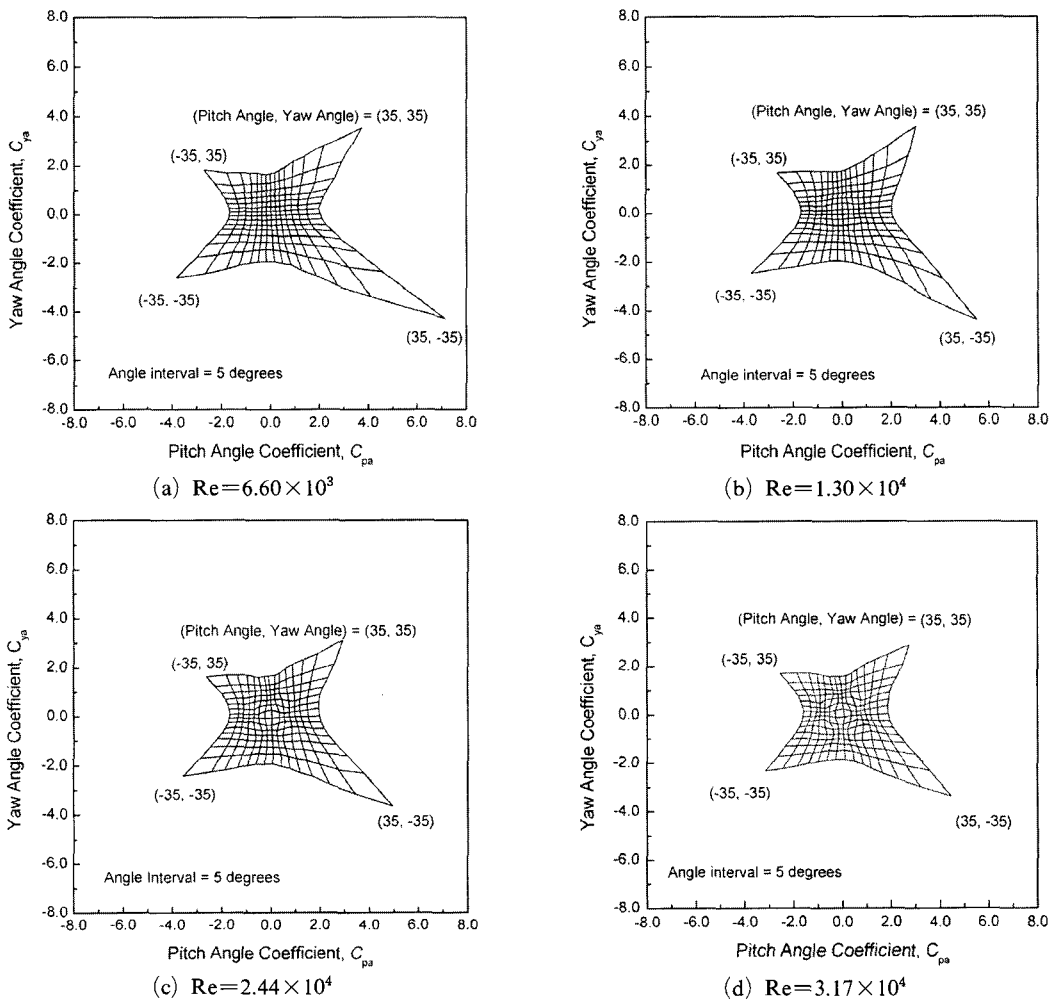 8.0
6.0
4.0
2.0
0.0
-2.0
-4.0
-6.0
-8.0
Yaw Angle Coefficient, C_ya
(Pitch Angle, Yaw Angle) = (35, 35)
(-35, 35)
(-35, -35)
(35, -35)
Angle interval = 5 degrees
-8.0 -6.0 -4.0 -2.0 0.0 2.0 4.0 6.0 8.0
Pitch Angle Coefficient, C_pa
(a) Re=6.60×10³
8.0
6.0
4.0
2.0
0.0
-2.0
-4.0
-6.0
-8.0
Yaw Angle Coefficient, C_ya
(Pitch Angle, Yaw Angle) = (35, 35)
(-35, 35)
(-35, -35)
(35, -35)
Angle interval = 5 degrees
-8.0 -6.0 -4.0 -2.0 0.0 2.0 4.0 6.0 8.0
Pitch Angle Coefficient, C_pa
(b) Re=1.30×10⁴
8.0
6.0
4.0
2.0
0.0
-2.0
-4.0
-6.0
-8.0
Yaw Angle Coefficient, C_ya
(Pitch Angle, Yaw Angle) = (35, 35)
(-35, 35)
(-35, -35)
(35, -35)
Angle Interval = 5 degrees
-8.0 -6.0 -4.0 -2.0 0.0 2.0 4.0 6.0 8.0
Pitch Angle Coefficient, C_pa
(c) Re=2.44×10⁴
8.0
6.0
4.0
2.0
0.0
-2.0
-4.0
-6.0
-8.0
Yaw Angle Coefficient, C_ya
(Pitch Angle, Yaw Angle) = (35, 35)
(-35, 35)
(-35, -35)
(35, -35)
Angle interval = 5 degrees
-8.0 -6.0 -4.0 -2.0 0.0 2.0 4.0 6.0 8.0
Pitch Angle Coefficient, C_pa
(d) Re=3.17×10⁴